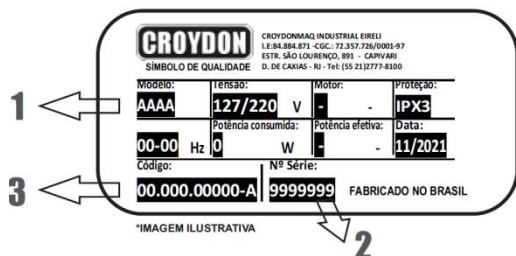 CROYDON
SÍMBOLO DE QUALIDADE
CROYDONMAQ INDUSTRIAL EIRELI
I.E:84.884.871 -CGC.: 72.357.726/0001-97
ESTR. SÃO LOURENÇO, 891 - CAPIVARI
D. DE CAXIAS - RJ - Tel: (55 21)2777-8100
Modelo: Tensão: Motor: Proteção:
1 AAAA 127/220 V - - IPX3
Potência consumida: Potência efetiva: Data:
00-00 Hz 0 W - - 11/2021
Código: Nº Série:
3 00.000.00000-A 9999999 FABRICADO NO BRASIL
*IMAGEM ILUSTRATIVA
2